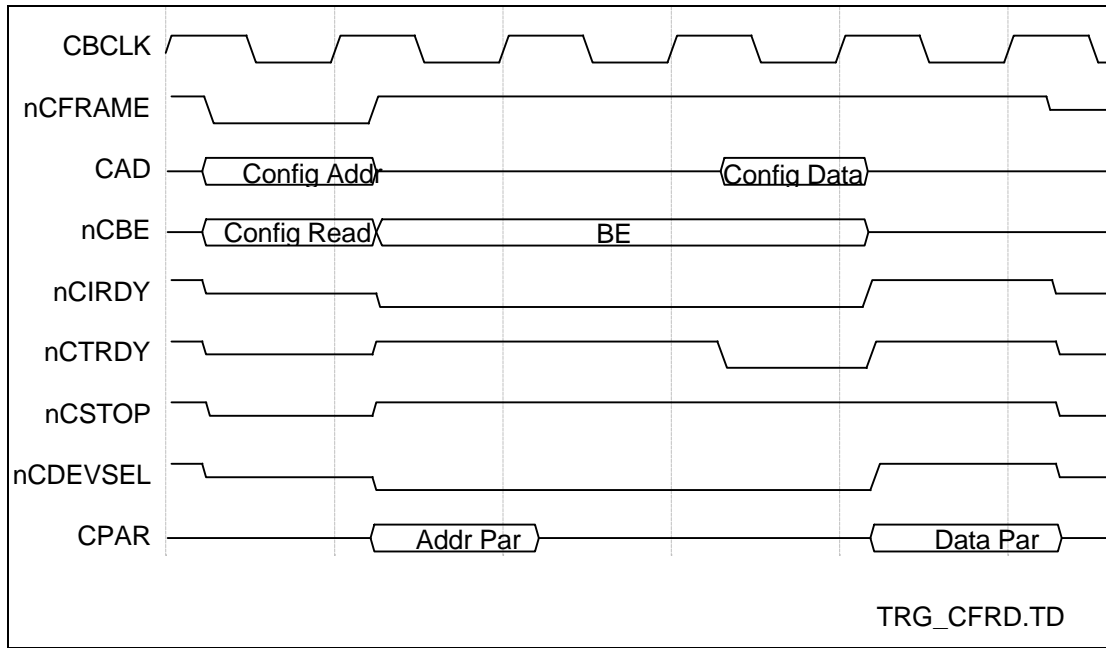 CBCLK
nCFRAME
CAD Config Addr Config Data
nCBE Config Read BE
nCIRDY
nCTRDY
nCSTOP
nCDEVSEL
CPAR Addr Par Data Par
TRG_CFRD.TD